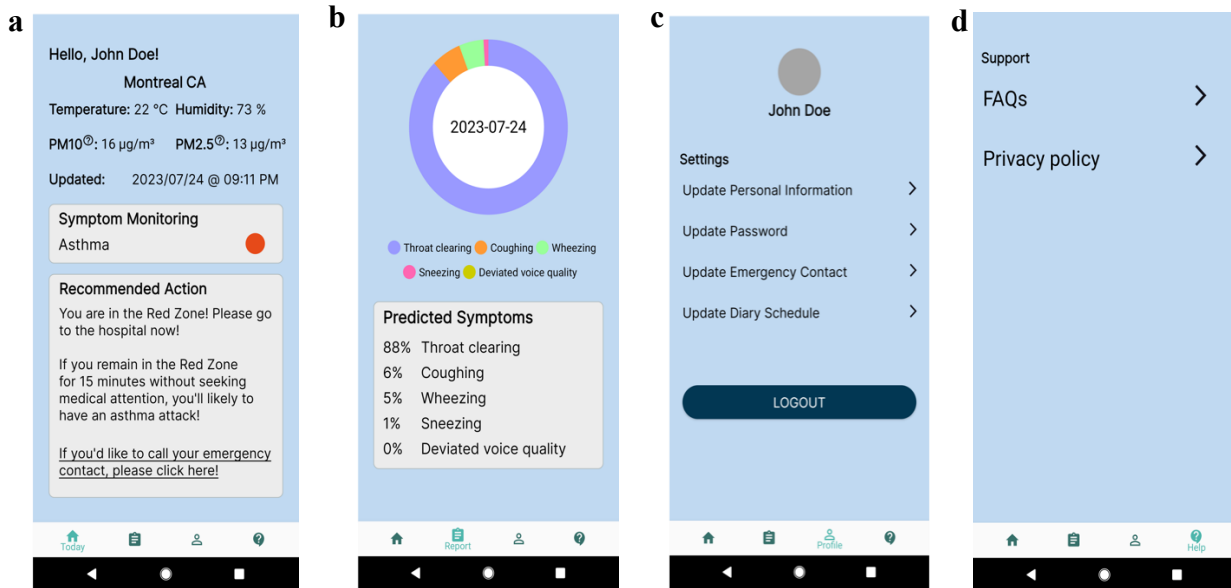 a
Hello, John Doe!
Montreal CA
Temperature: 22 °C Humidity: 73 %
PM10?: 16 µg/m³ PM2.5?: 13 µg/m³
Updated: 2023/07/24 @ 09:11 PM
Symptom Monitoring
Asthma
Recommended Action
You are in the Red Zone! Please go
to the hospital now!
If you remain in the Red Zone
for 15 minutes without seeking
medical attention, you'll likely to
have an asthma attack!
If you'd like to call your emergency
contact, please click here!
Today
b
2023-07-24
Throat clearing Coughing Wheezing
Sneezing Deviated voice quality
Predicted Symptoms
88% Throat clearing
6% Coughing
5% Wheezing
1% Sneezing
0% Deviated voice quality
Report
c
John Doe
Settings
Update Personal Information
Update Password
Update Emergency Contact
Update Diary Schedule
LOGOUT
Profile
d
Support
FAQs
Privacy policy
Help